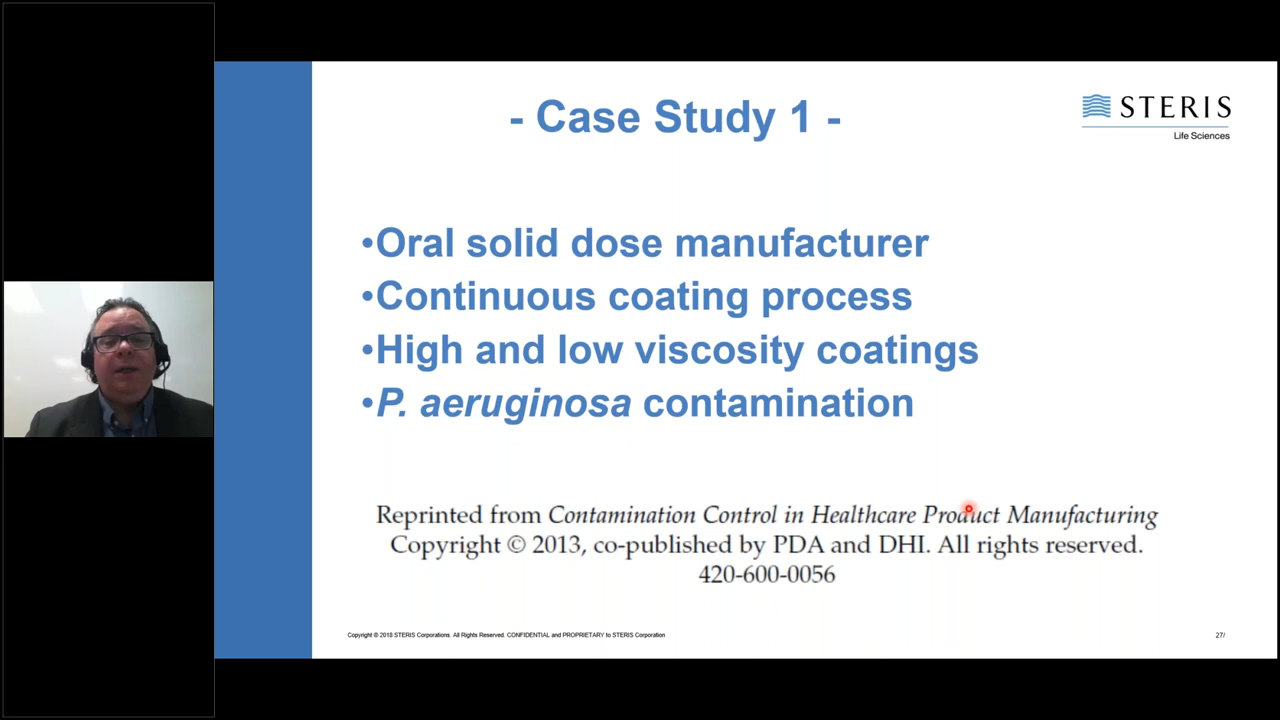 - Case Study 1 -
STERIS
Life Sciences
•Oral solid dose manufacturer
•Continuous coating process
•High and low viscosity coatings
•P. aeruginosa contamination
Reprinted from Contamination Control in Healthcare Product Manufacturing
Copyright © 2013, co-published by PDA and DHI. All rights reserved.
420-600-0056
Copyright © 2018 STERIS Corporations. All Rights Reserved. CONFIDENTIAL and PROPRIETARY to STERIS Corporation
27/